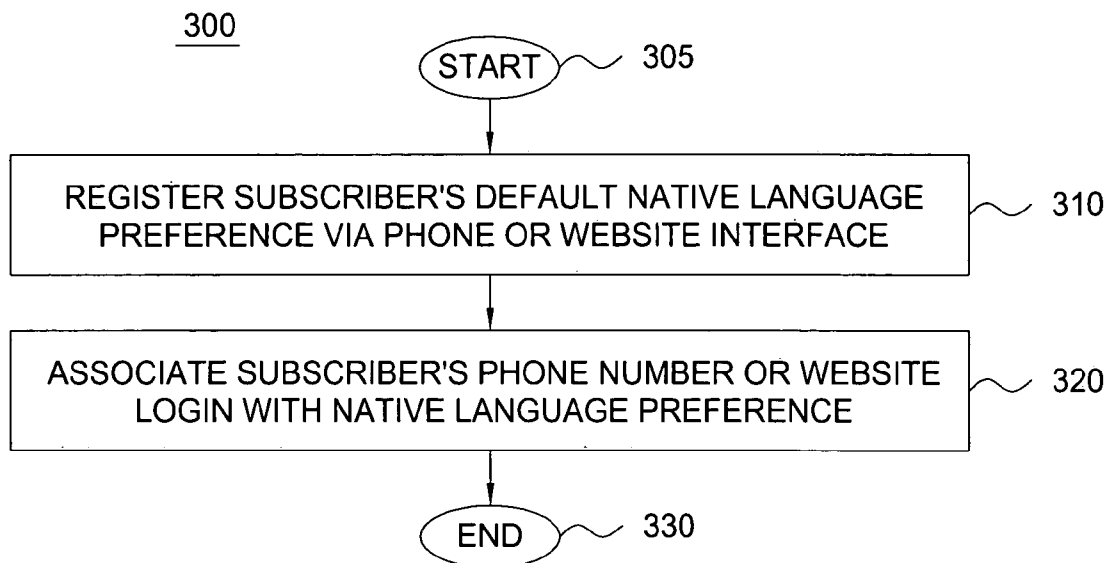 300
START 305
REGISTER SUBSCRIBER'S DEFAULT NATIVE LANGUAGE
PREFERENCE VIA PHONE OR WEBSITE INTERFACE
310
ASSOCIATE SUBSCRIBER'S PHONE NUMBER OR WEBSITE
LOGIN WITH NATIVE LANGUAGE PREFERENCE
320
END 330